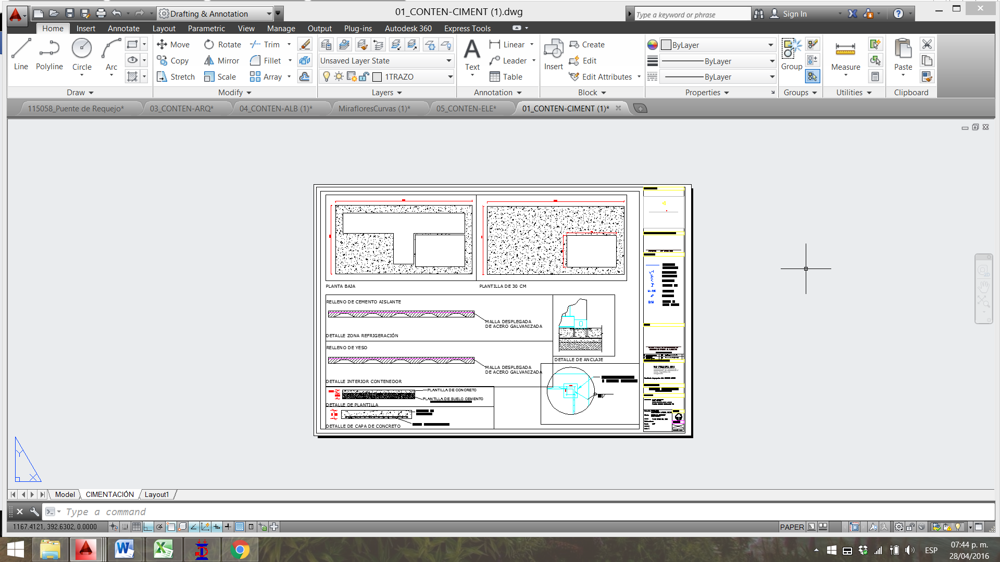 Drafting & Annotation
01_CONTEN-CIMENT (1).dwg
Type a keyword or phrase
Sign In
Home Insert Annotate Layout Parametric View Manage Output Plug-ins Autodesk 360 Express Tools
Line Polyline Circle Arc
Move Rotate Trim
Copy Mirror Fillet
Stretch Scale Array
Unsaved Layer State
1TRAZO
Text Linear
Leader
Table
Insert Create
Edit
Edit Attributes
ByLayer
ByLayer
ByLayer
Group Measure Paste
Draw Modify Layers Annotation Block Properties Groups Utilities Clipboard
115058_Puente de Requejo* 03_CONTEN-ARQ* 04_CONTEN-ALB (1)* MirafloresCurvas (1)* 05_CONTEN-ELE* 01_CONTEN-CIMENT (1)*
PLANTA BAJA
PLANTILLA DE 30 CM
RELLENO DE CEMENTO AISLANTE
MALLA DESPLEGADA
DE ACERO GALVANIZADA
DETALLE ZONA REFRIGERACIÓN
RELLENO DE YESO
DETALLE DE ANCLAJE
MALLA DESPLEGADA
DE ACERO GALVANIZADA
DETALLE INTERIOR CONTENEDOR
PLANTILLA DE CONCRETO
PLANTILLA DE SUELO CEMENTO
DETALLE DE PLANTILLA
DETALLE DE CAPA DE CONCRETO
Y
X
2D
Model CIMENTACIÓN Layout1
Type a command
1167.4121, 392.6302, 0.0000
PAPER
ESP
07:44 p. m.
28/04/2016